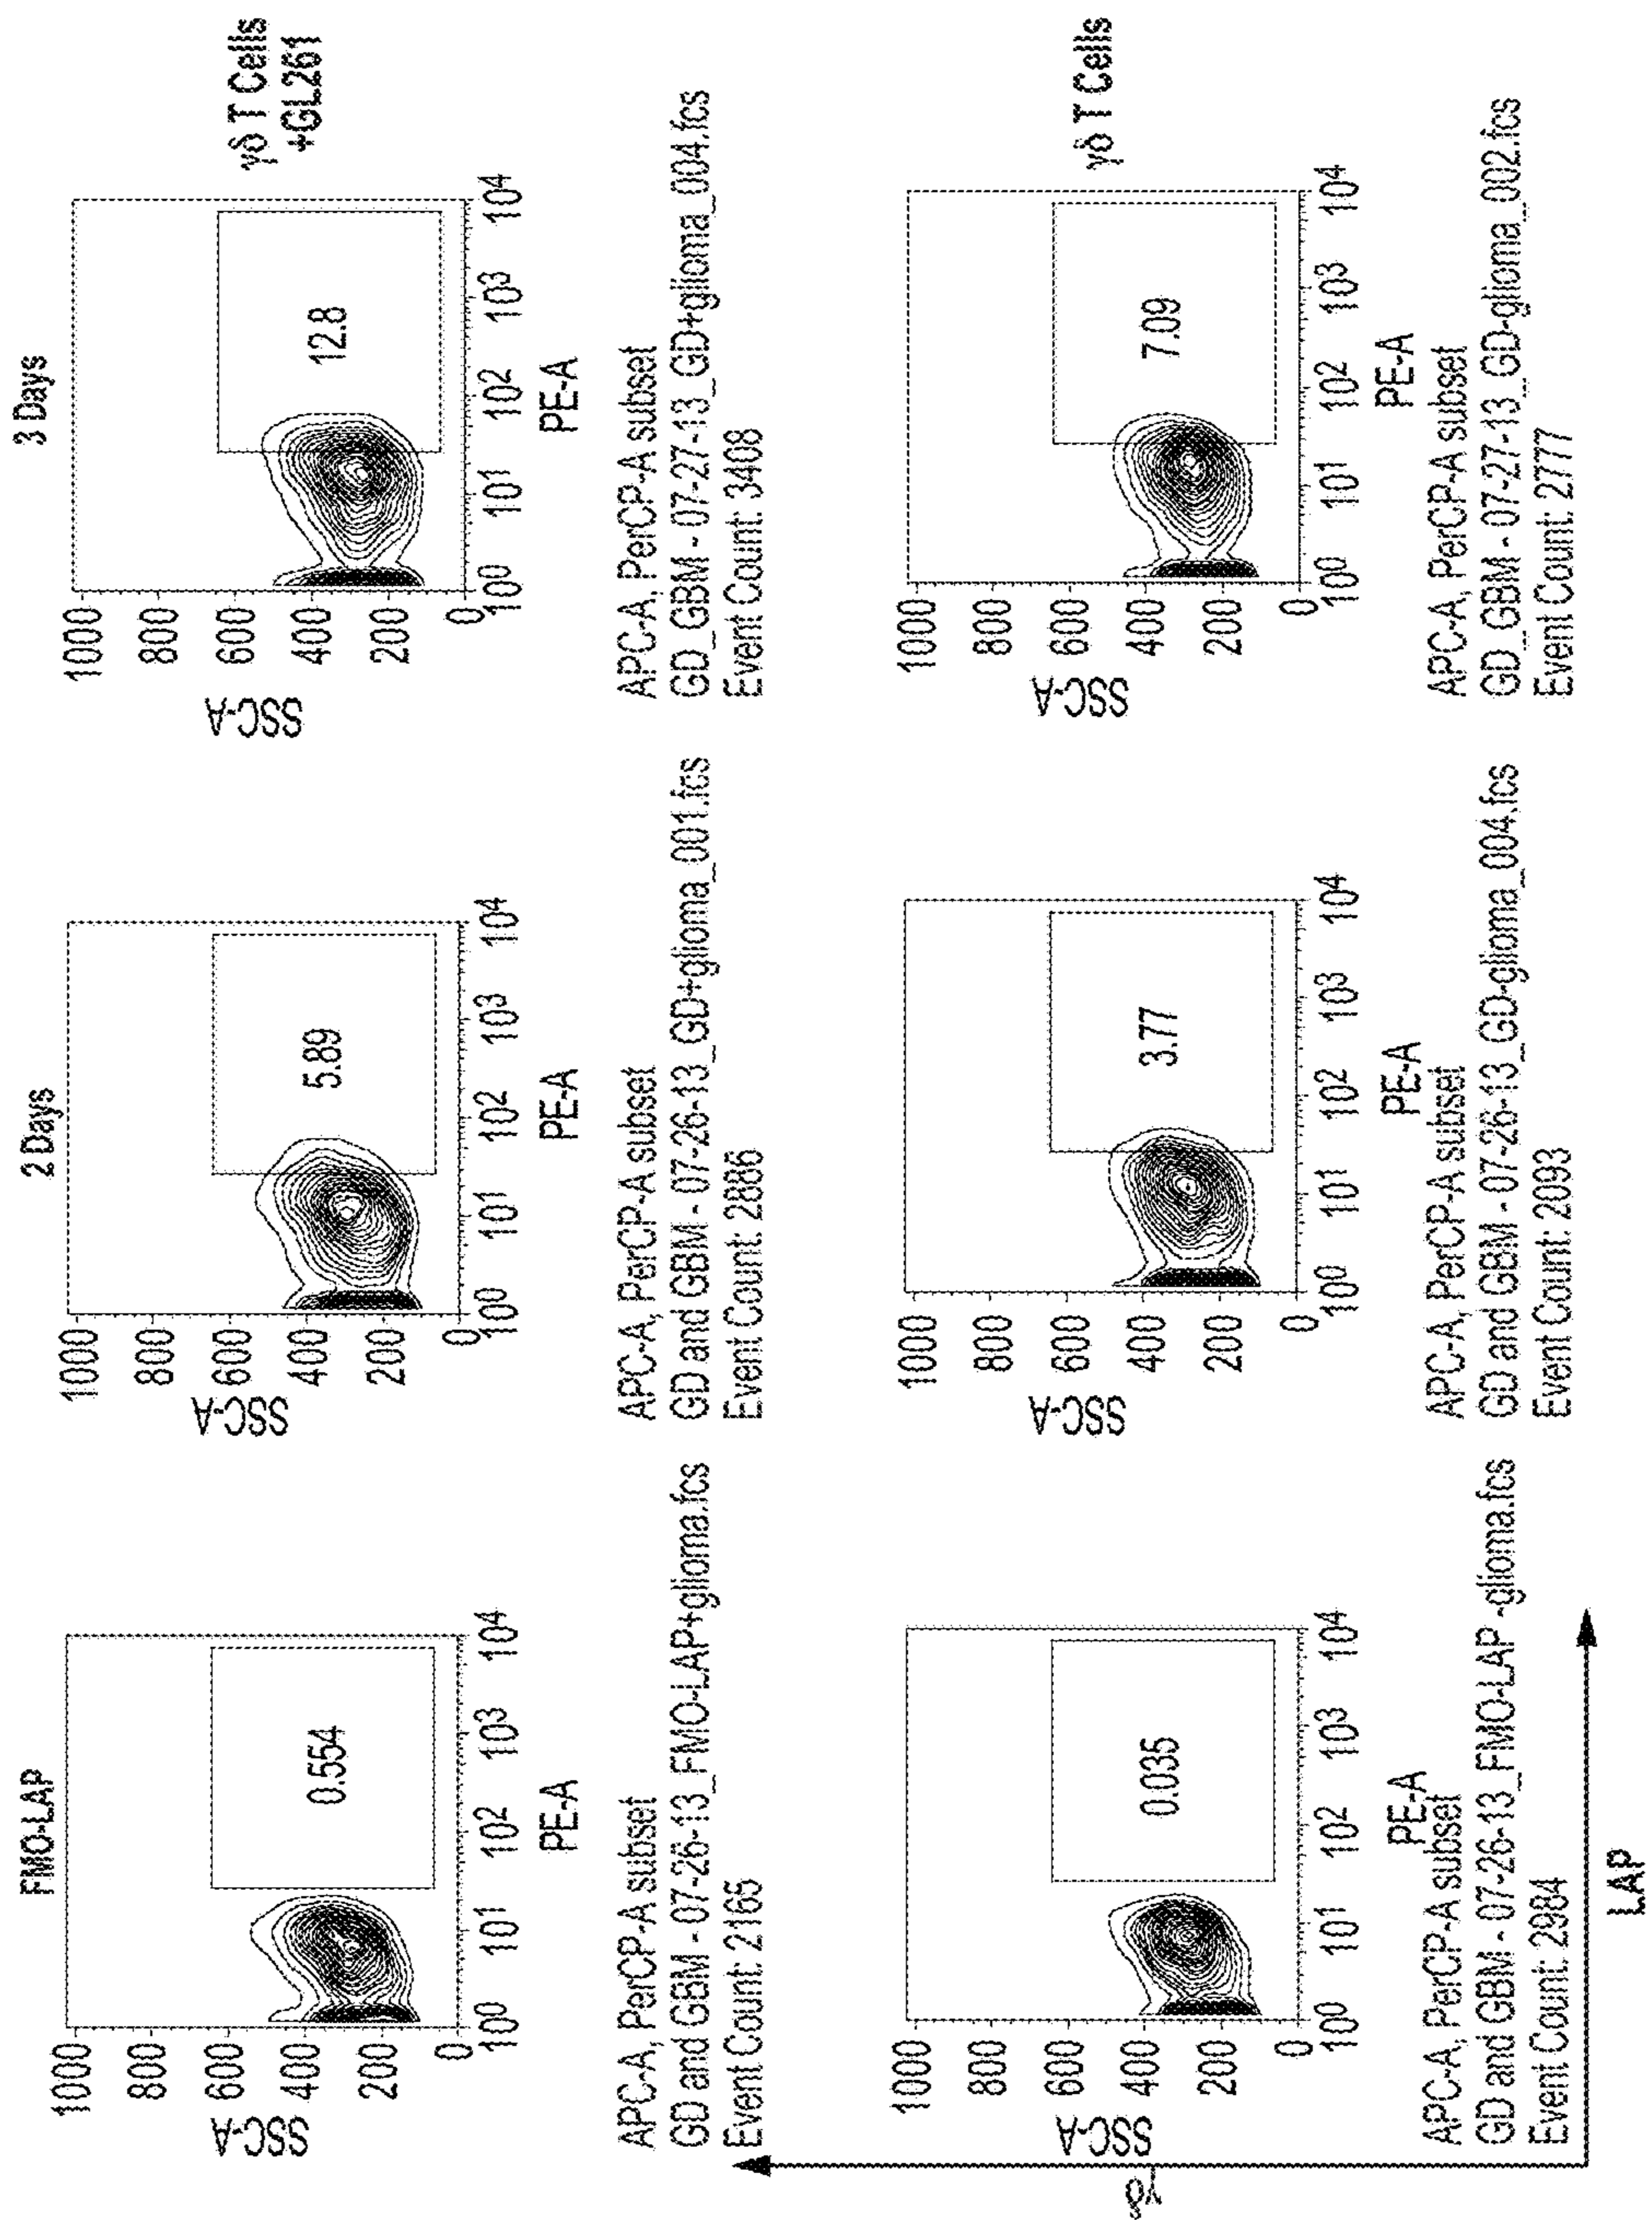 FMO-LAP
2 Days
3 Days
1000
800
600
400
200
0
SSC-A
0.554
10⁰ 10¹ 10² 10³ 10⁴
PE-A
APC-A, PerCP-A subset
GD and GBM - 07-26-13_FMO-LAP+glioma.fcs
Event Count: 2165
1000
800
600
400
200
0
SSC-A
5.89
10⁰ 10¹ 10² 10³ 10⁴
PE-A
APC-A, PerCP-A subset
GD and GBM - 07-26-13_GD+glioma_001.fcs
Event Count: 2886
1000
800
600
400
200
0
SSC-A
12.8
10⁰ 10¹ 10² 10³ 10⁴
PE-A
APC-A, PerCP-A subset
GD_GBM - 07-27-13_GD+glioma_004.fcs
Event Count: 3408
γδ T Cells
+GL261
1000
800
600
400
200
0
SSC-A
0.035
10⁰ 10¹ 10² 10³ 10⁴
PE-A
APC-A, PerCP-A subset
GD and GBM - 07-26-13_FMO-LAP -glioma.fcs
Event Count: 2984
1000
800
600
400
200
0
SSC-A
3.77
10⁰ 10¹ 10² 10³ 10⁴
PE-A
APC-A, PerCP-A subset
GD and GBM - 07-26-13_GD-glioma_004.fcs
Event Count: 2093
1000
800
600
400
200
0
SSC-A
7.09
10⁰ 10¹ 10² 10³ 10⁴
PE-A
APC-A, PerCP-A subset
GD_GBM - 07-27-13_GD-glioma_002.fcs
Event Count: 2777
γδ T Cells
γδ
LAP